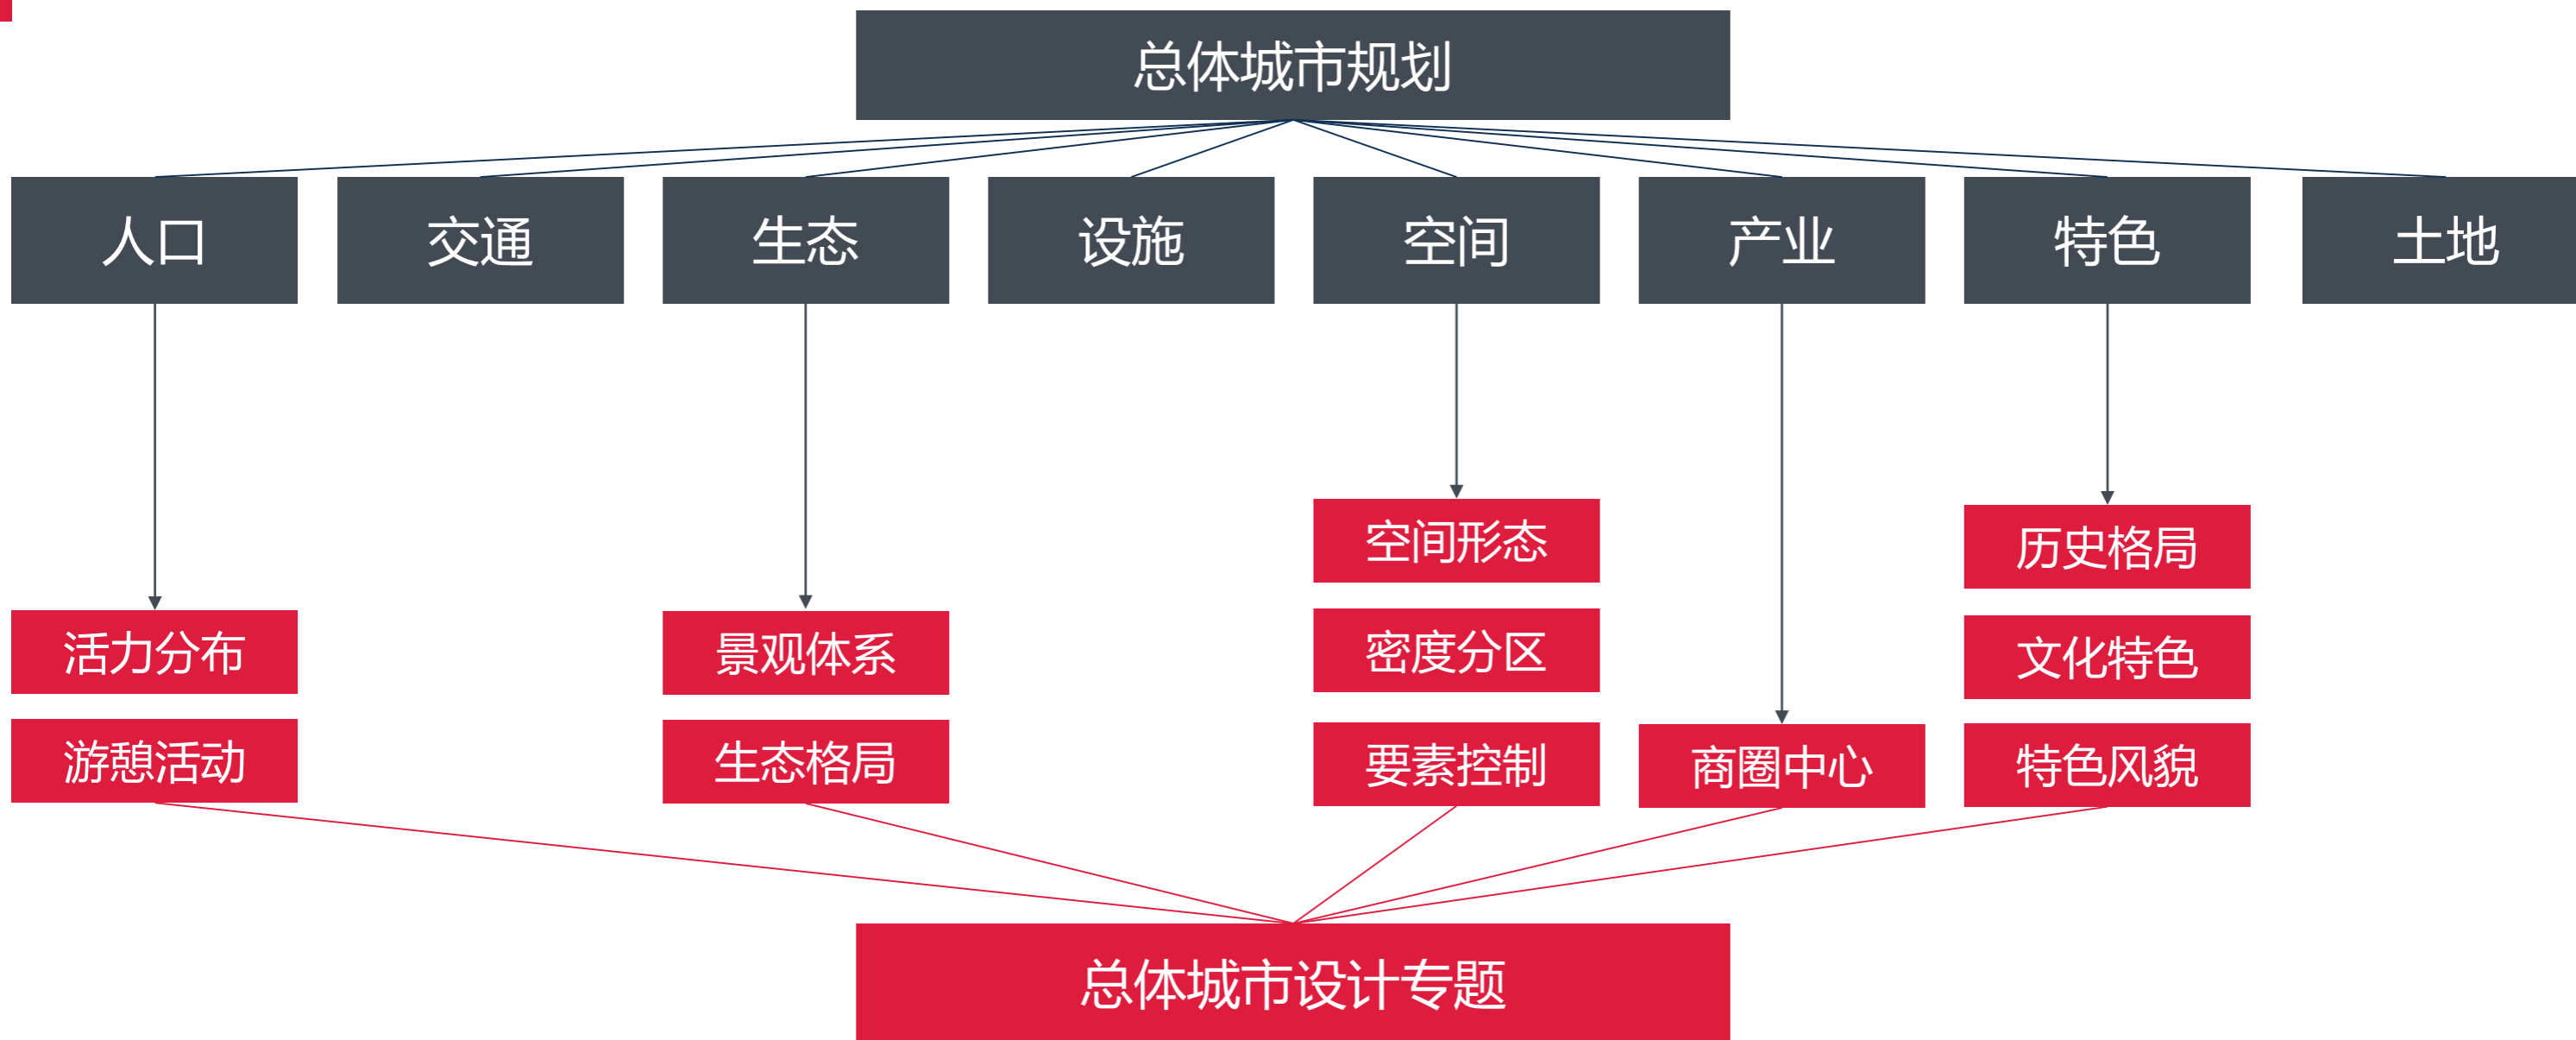 总体城市规划
人口
交通
生态
设施
空间
产业
特色
土地
空间形态
历史格局
活力分布
景观体系
密度分区
文化特色
游憩活动
生态格局
要素控制
商圈中心
特色风貌
总体城市设计专题